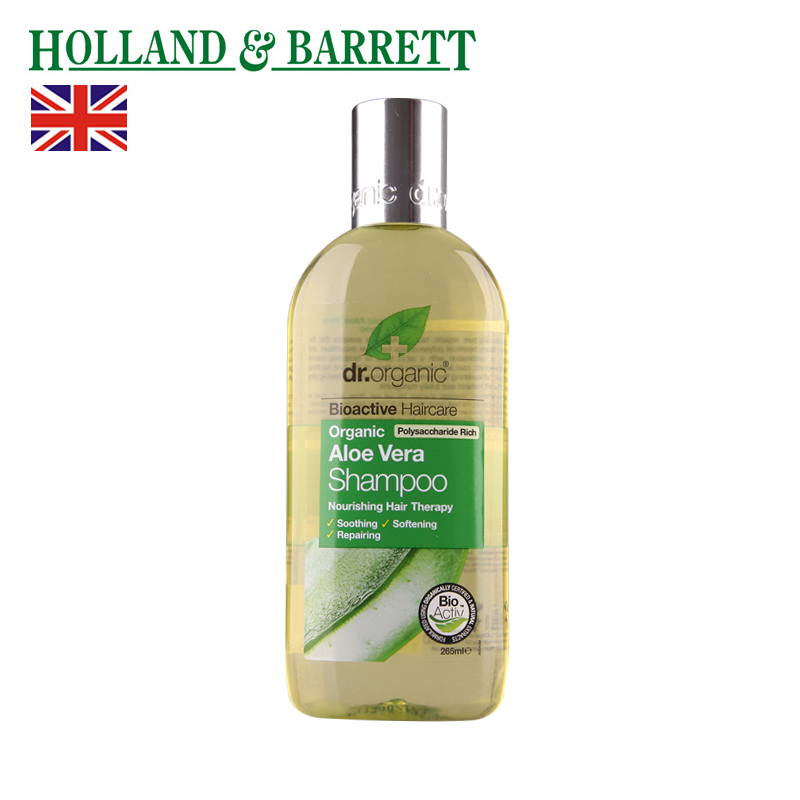 HOLLAND & BARRETT
dr.organic®
Bioactive Haircare
Organic Polysaccharide Rich
Aloe Vera
Shampoo
Nourishing Hair Therapy
✓ Soothing ✓ Softening
✓ Repairing
Bio
Activ
265ml℮